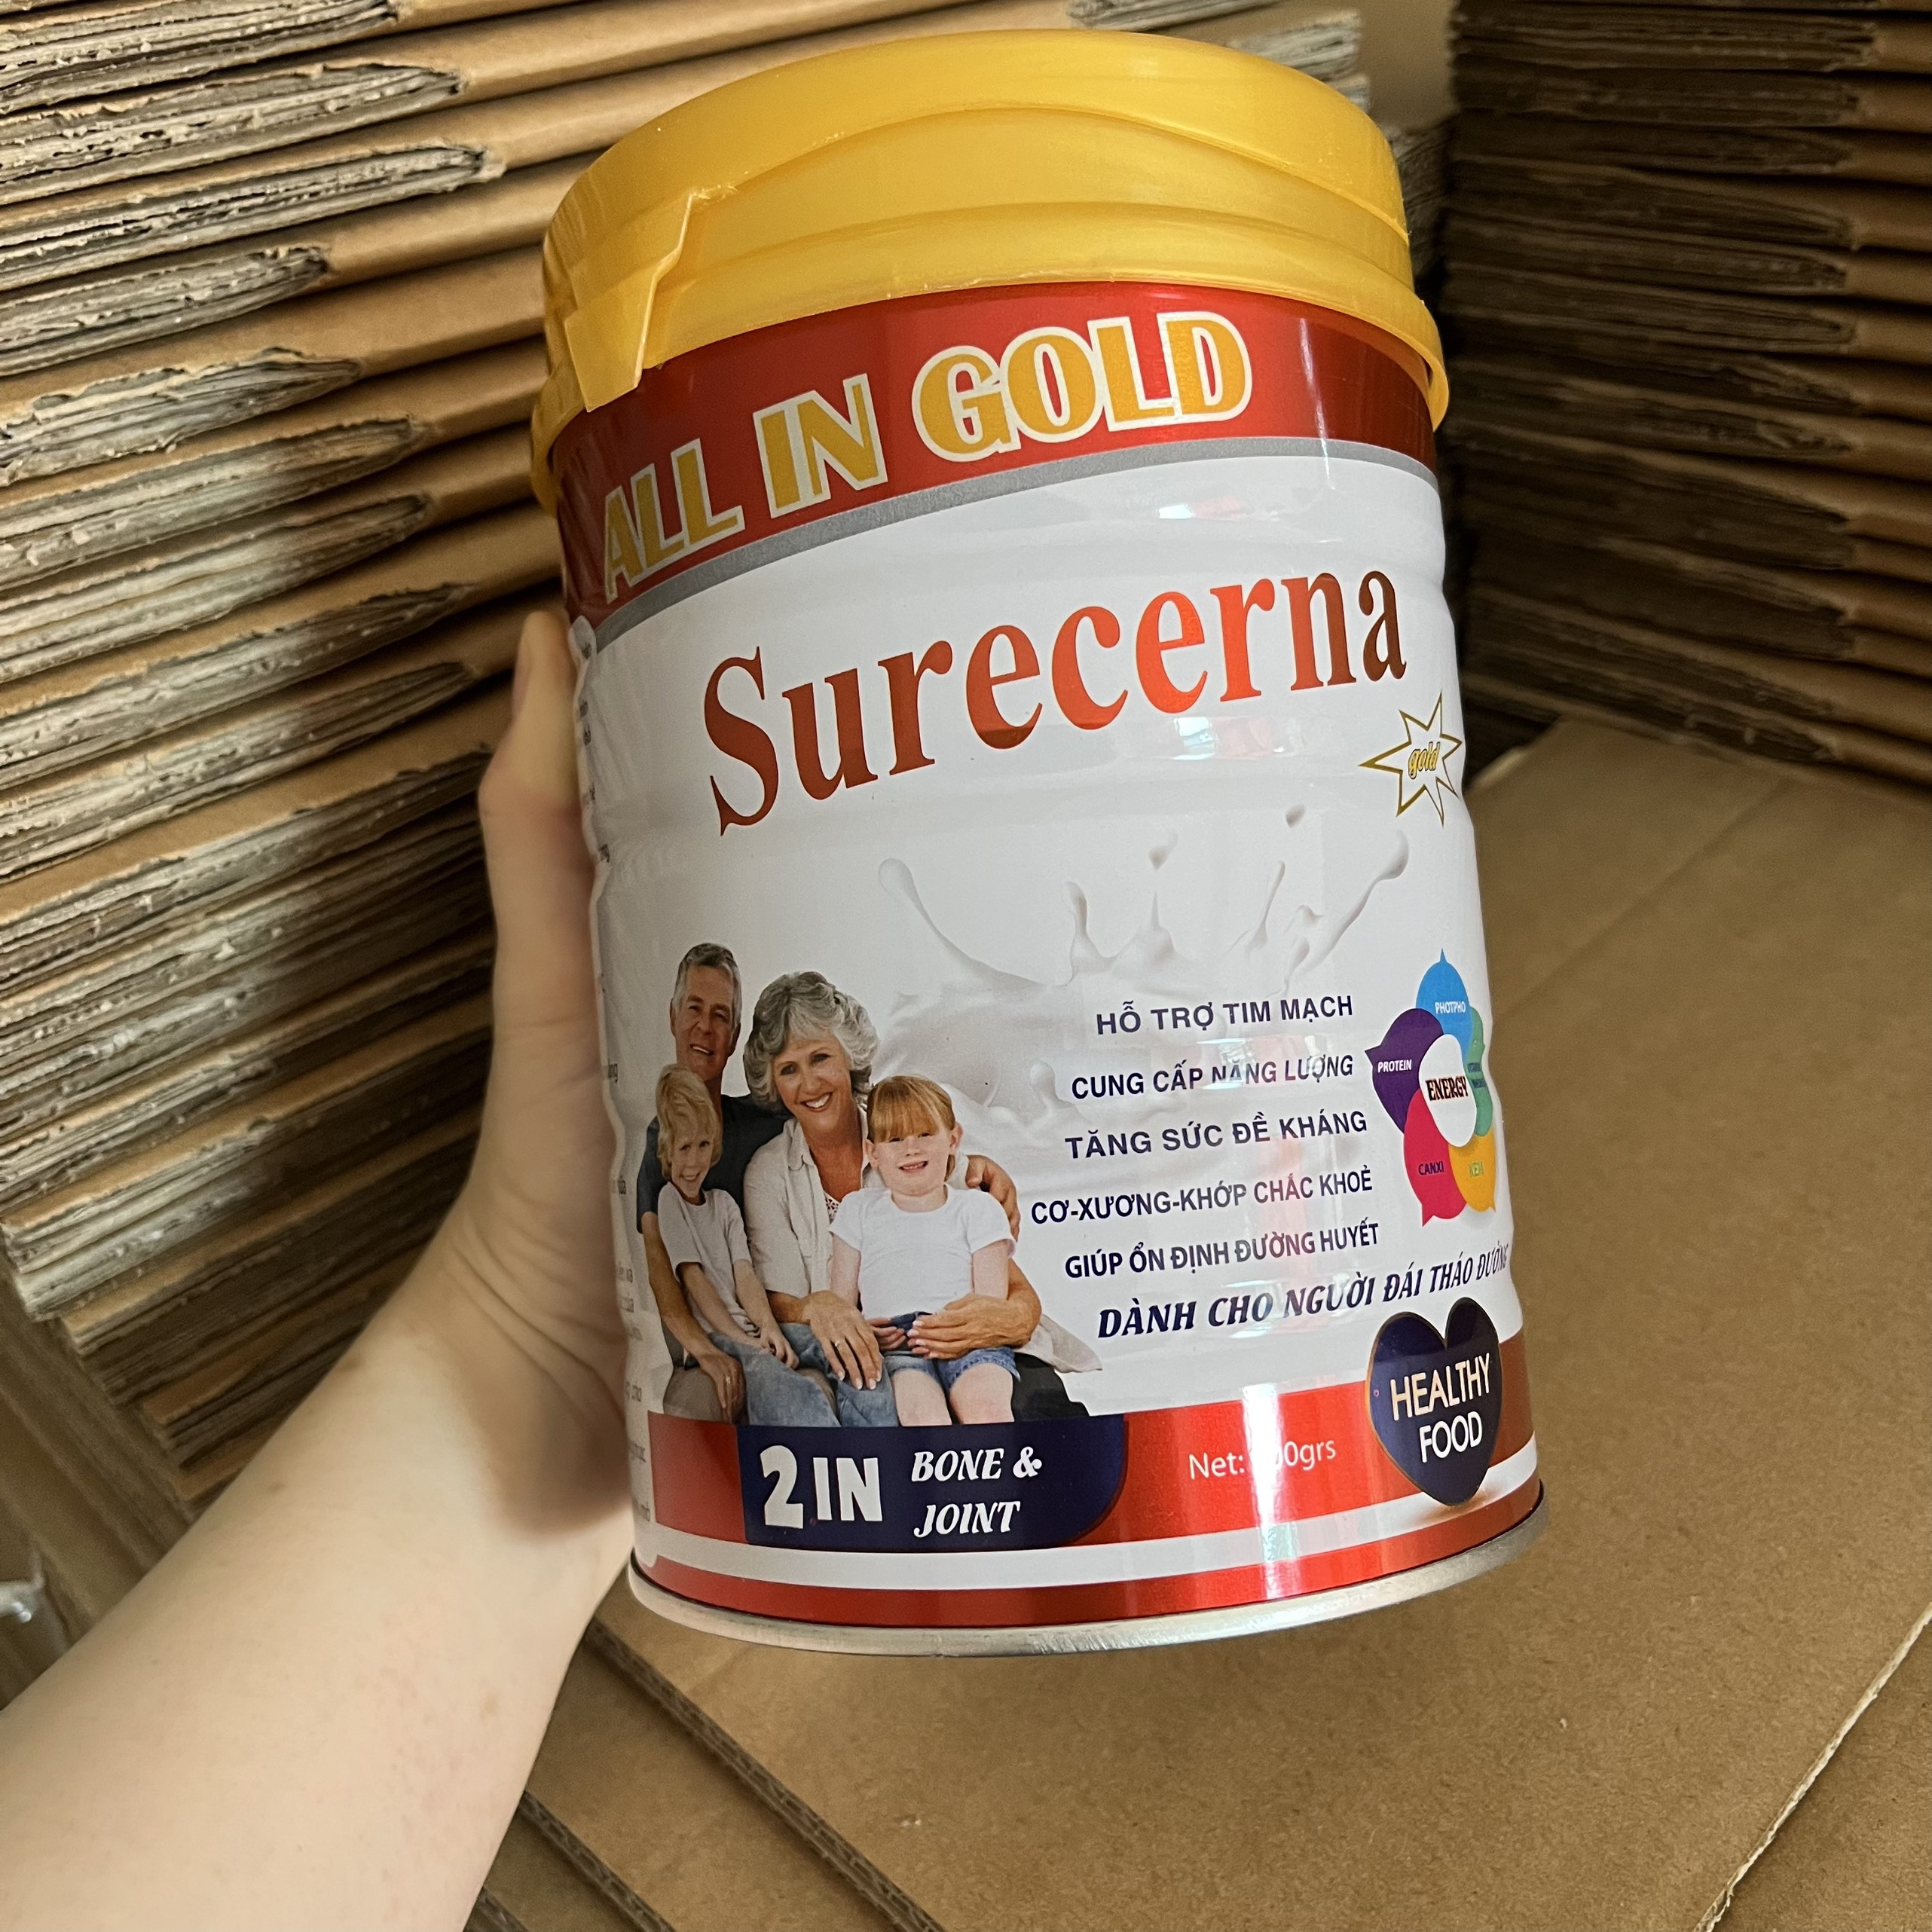 ALL IN GOLD
Surecerna
gold
HỖ TRỢ TIM MẠCH
CUNG CẤP NĂNG LƯỢNG
TĂNG SỨC ĐỀ KHÁNG
CƠ-XƯƠNG-KHỚP CHẮC KHOẺ
GIÚP ỔN ĐỊNH ĐƯỜNG HUYẾT
DÀNH CHO NGƯỜI ĐÁI THÁO ĐƯỜNG
PHOTPHO
PROTEIN
ENERGY
CANXI
HEALTHY
FOOD
2 IN
BONE &
JOINT
Net: